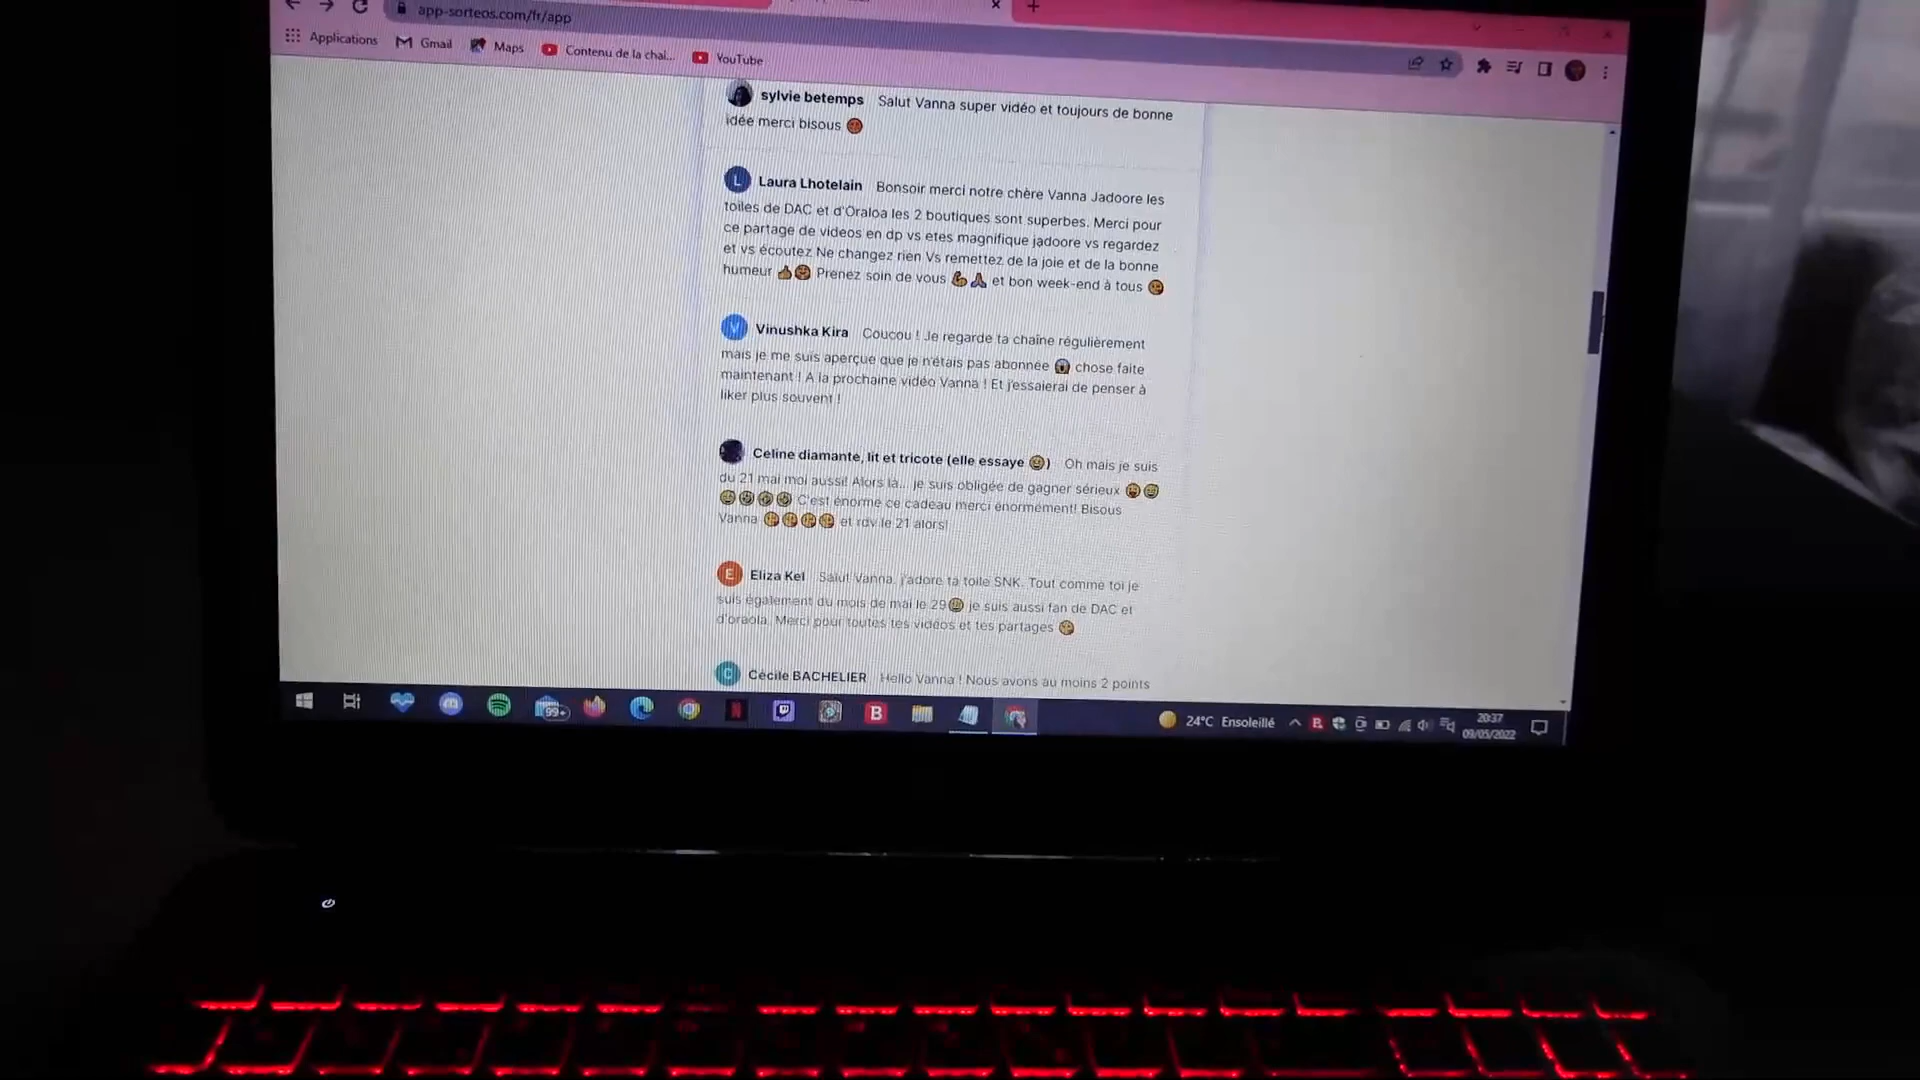 app-sorteos.com/fr/app
Applications Gmail Maps Contenu de la chaî... YouTube
sylvie betemps Salut Vanna super vidéo et toujours de bonne
idée merci bisous
L Laura Lhotelain Bonsoir merci notre chère Vanna Jadoore les
toiles de DAC et d'Oraloa les 2 boutiques sont superbes. Merci pour
ce partage de videos en dp vs etes magnifique jadoore vs regardez
et vs écoutez Ne changez rien Vs remettez de la joie et de la bonne
humeur 👍😊 Prenez soin de vous 💪🙏 et bon week-end à tous 😘
V Vinushka Kira Coucou ! Je regarde ta chaîne régulièrement
mais je me suis aperçue que je n'étais pas abonnée 😱 chose faite
maintenant ! A la prochaine vidéo Vanna ! Et j'essaierai de penser à
liker plus souvent !
Celine diamante, lit et tricote (elle essaye 😅) Oh mais je suis
du 21 mai moi aussi! Alors là... je suis obligée de gagner sérieux
C'est énorme ce cadeau merci énormément! Bisous
Vanna 😘😘😘😘 et rdv le 21 alors!
E Eliza Kel Salut Vanna, j'adore ta toile SNK. Tout comme toi je
suis également du mois de mai le 29 je suis aussi fan de DAC et
d'oraola. Merci pour toutes tes vidéos et tes partages
C Cécile BACHELIER Hello Vanna ! Nous avons au moins 2 points
99+ B 24°C Ensoleillé 20:37
09/05/2022